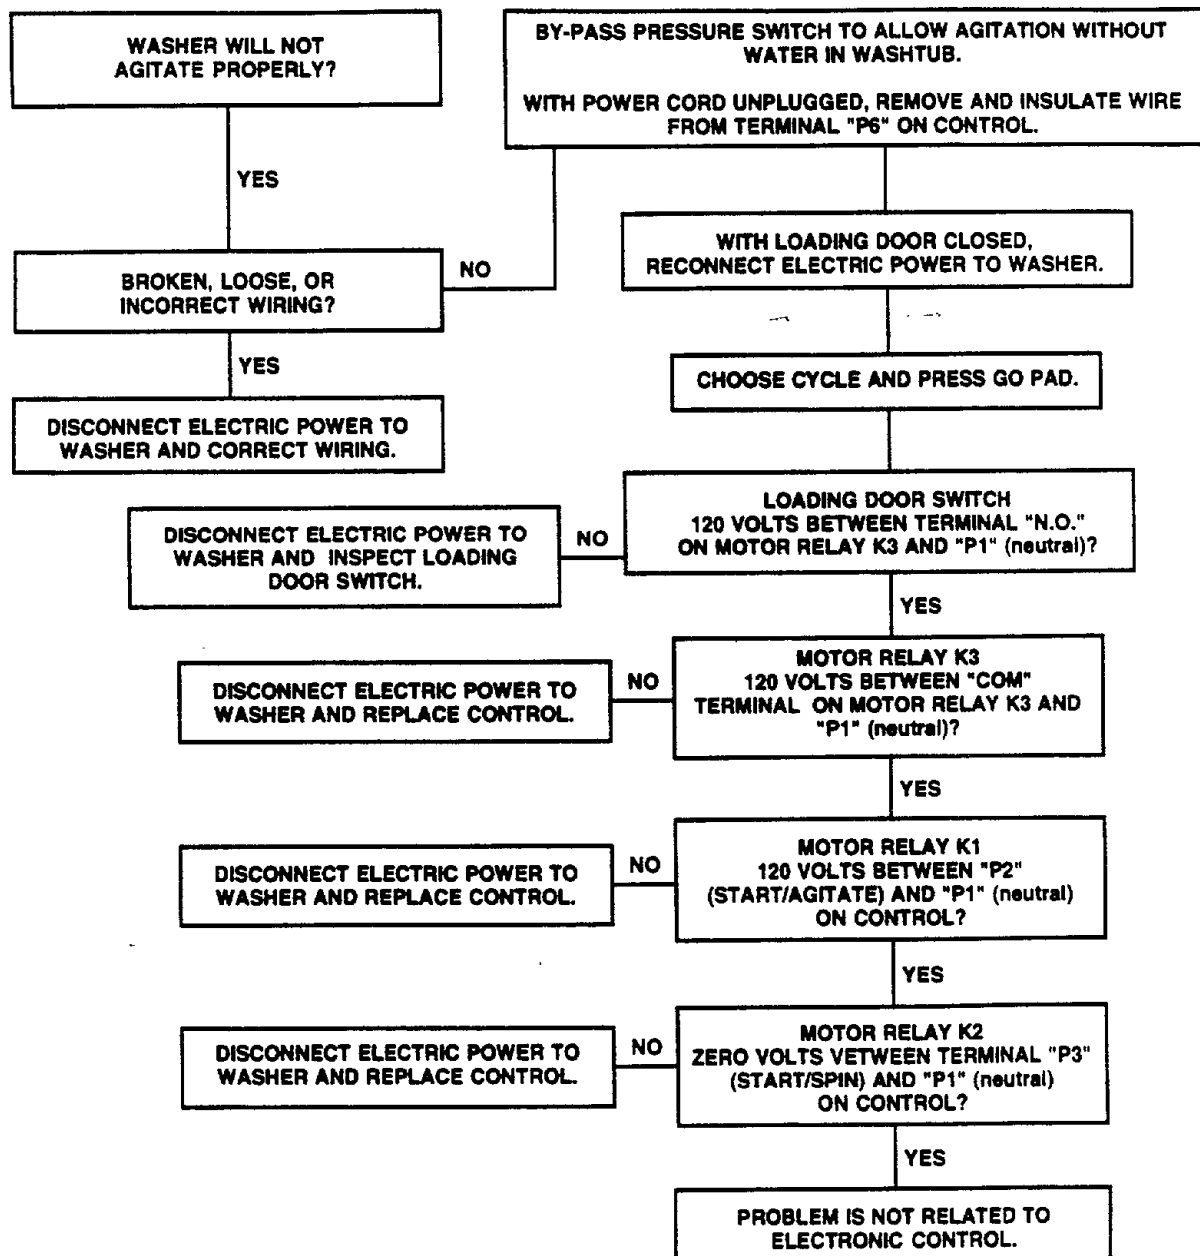 WASHER WILL NOT
AGITATE PROPERLY?
YES
BROKEN, LOOSE, OR
INCORRECT WIRING?
NO
YES
DISCONNECT ELECTRIC POWER TO
WASHER AND CORRECT WIRING.
BY-PASS PRESSURE SWITCH TO ALLOW AGITATION WITHOUT
WATER IN WASHTUB.
WITH POWER CORD UNPLUGGED, REMOVE AND INSULATE WIRE
FROM TERMINAL "P6" ON CONTROL.
WITH LOADING DOOR CLOSED,
RECONNECT ELECTRIC POWER TO WASHER.
CHOOSE CYCLE AND PRESS GO PAD.
LOADING DOOR SWITCH
120 VOLTS BETWEEN TERMINAL "N.O."
ON MOTOR RELAY K3 AND "P1" (neutral)?
NO
DISCONNECT ELECTRIC POWER TO
WASHER AND INSPECT LOADING
DOOR SWITCH.
YES
MOTOR RELAY K3
120 VOLTS BETWEEN "COM"
TERMINAL ON MOTOR RELAY K3 AND
"P1" (neutral)?
NO
DISCONNECT ELECTRIC POWER TO
WASHER AND REPLACE CONTROL.
YES
MOTOR RELAY K1
120 VOLTS BETWEEN "P2"
(START/AGITATE) AND "P1" (neutral)
ON CONTROL?
NO
DISCONNECT ELECTRIC POWER TO
WASHER AND REPLACE CONTROL.
YES
MOTOR RELAY K2
ZERO VOLTS VETWEEN TERMINAL "P3"
(START/SPIN) AND "P1" (neutral)
ON CONTROL?
NO
DISCONNECT ELECTRIC POWER TO
WASHER AND REPLACE CONTROL.
YES
PROBLEM IS NOT RELATED TO
ELECTRONIC CONTROL.